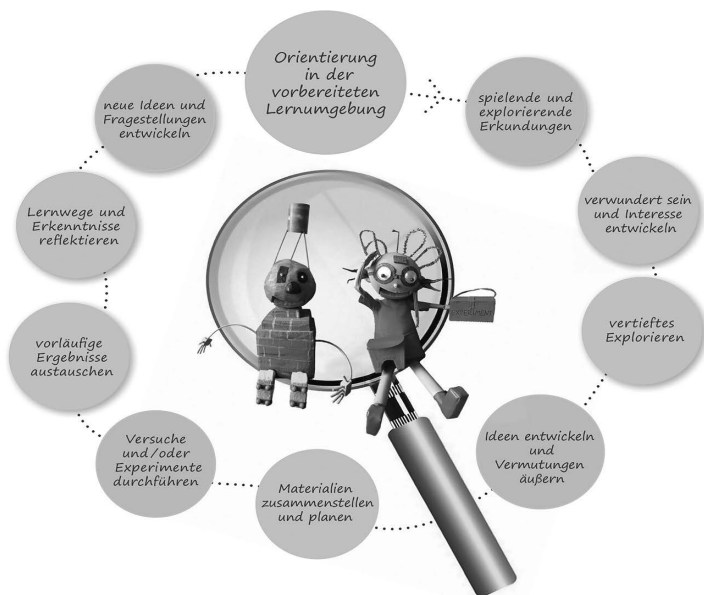 Orientierung
in der
vorbereiteten
Lernumgebung
spielende und
explorierende
Erkundungen
verwundert sein
und Interesse
entwickeln
vertieftes
Explorieren
Ideen entwickeln
und
Vermutungen
äußern
Materialien
zusammenstellen
und planen
Versuche
und/oder
Experimente
durchführen
vorläufige
Ergebnisse
austauschen
Lernwege und
Erkenntnisse
reflektieren
neue Ideen und
Fragestellungen
entwickeln